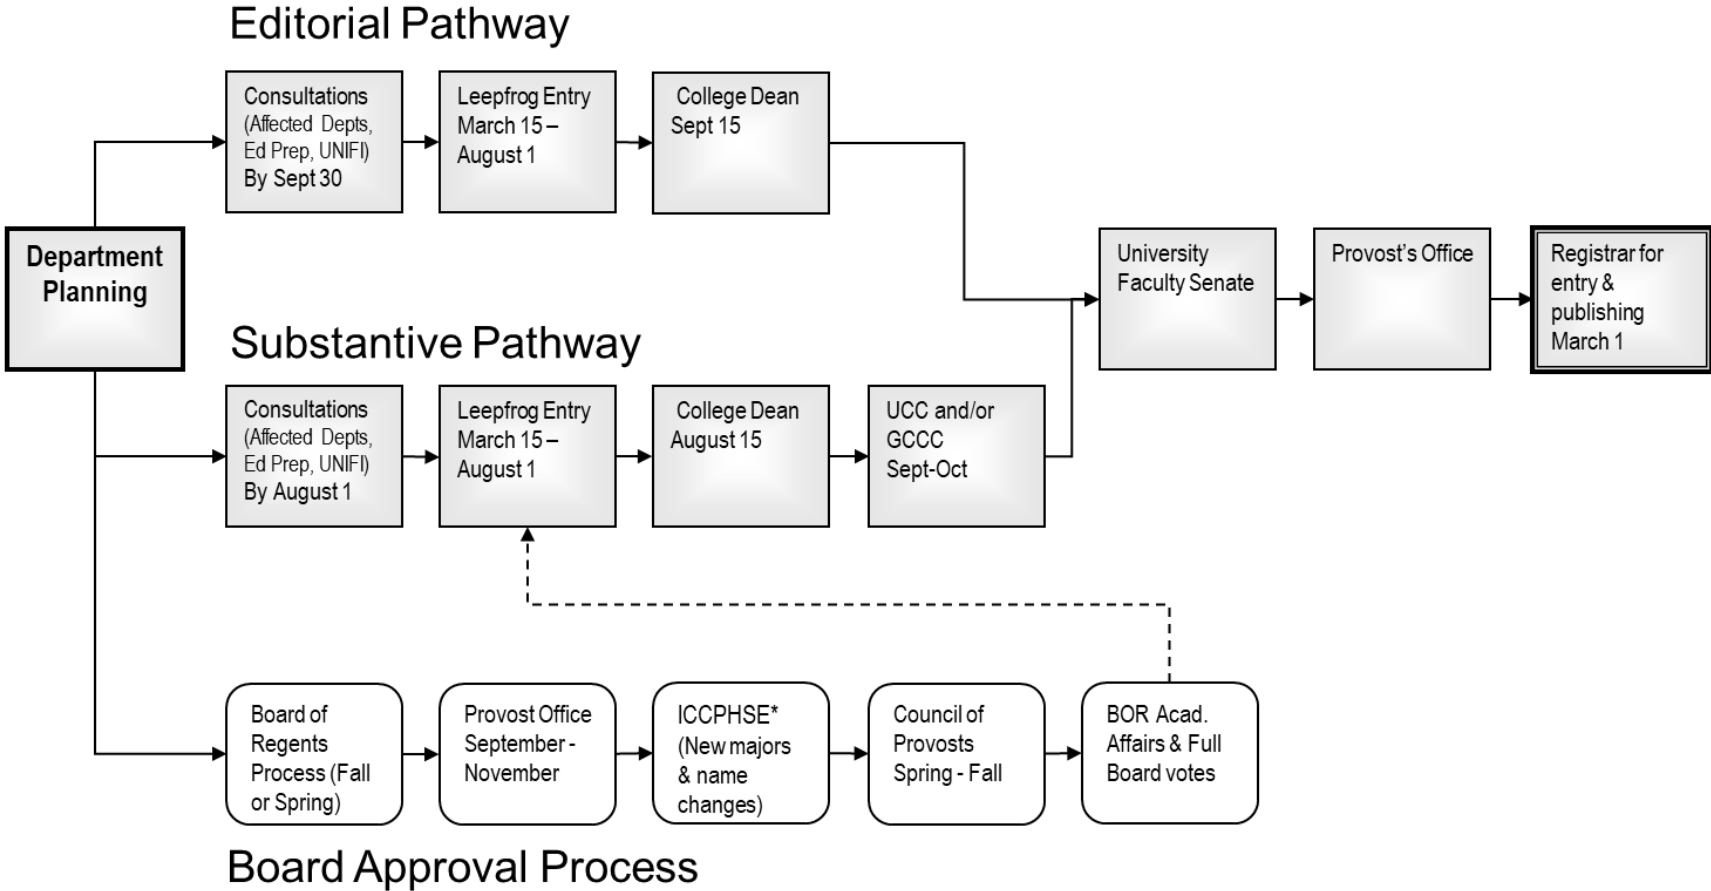 Editorial Pathway
Consultations
(Affected Depts,
Ed Prep, UNIFI)
By Sept 30
Leepfrog Entry
March 15 –
August 1
College Dean
Sept 15
Department
Planning
University
Faculty Senate
Provost's Office
Registrar for
entry &
publishing
March 1
Substantive Pathway
Consultations
(Affected Depts,
Ed Prep, UNIFI)
By August 1
Leepfrog Entry
March 15 –
August 1
College Dean
August 15
UCC and/or
GCCC
Sept-Oct
Board of
Regents
Process (Fall
or Spring)
Provost Office
September -
November
ICCPHSE*
(New majors
& name
changes)
Council of
Provosts
Spring - Fall
BOR Acad.
Affairs & Full
Board votes
Board Approval Process